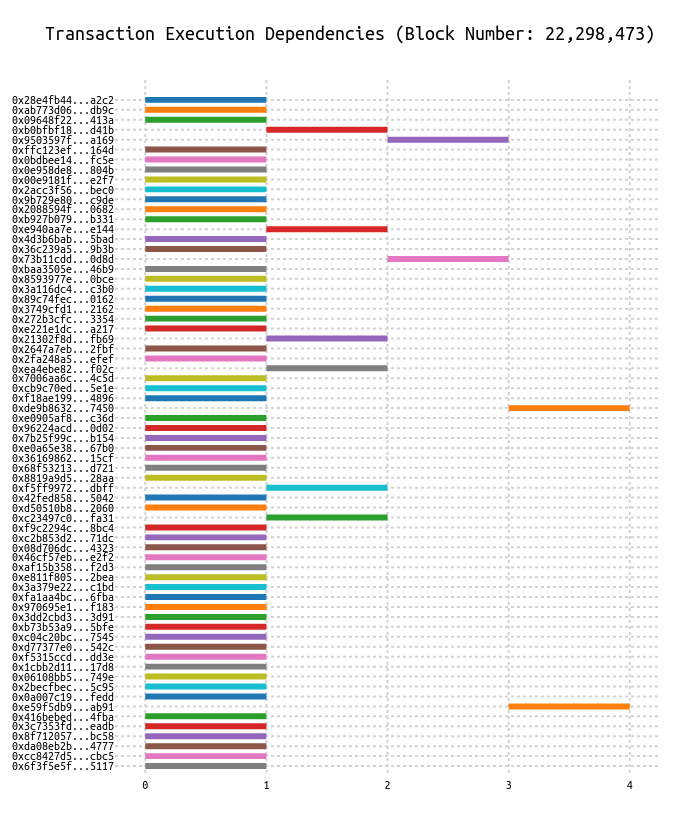 Transaction Execution Dependencies (Block Number: 22,298,473)
0x28e4fb44...a2c2
0xab773d06...db9c
0x09648f22...413a
0xb0bfbf18...d41b
0x9503597f...a169
0xffc123ef...164d
0x0bdbee14...fc5e
0x0e958de8...804b
0x00e9181f...e2f7
0x2acc3f56...bec0
0x9b729e80...c9de
0x2088594f...0682
0xb927b079...b331
0xe940aa7e...e144
0x4d3b6bab...5bad
0x36c239a5...9b3b
0x73b11cdd...0d8d
0xbaa3505e...46b9
0x8593977e...0bce
0x3a116dc4...c3b0
0x89c74fec...0162
0x3749cfd1...2162
0x272b3cfc...3354
0xe221e1dc...a217
0x21302f8d...fb69
0x2647a7eb...2fbf
0x2fa248a5...efef
0xea4ebe82...f02c
0x7006aa6c...4c5d
0xcb9c70ed...5e1e
0xf18ae199...4896
0xde9b8632...7450
0xe0905af8...c36d
0x96224acd...0d02
0x7b25f99c...b154
0xe0a65e38...67b0
0x36169862...15cf
0x68f53213...d721
0x8819a9d5...28aa
0xf5ff9972...dbff
0x42fed858...5042
0xd50510b8...2060
0xc23497c0...fa31
0xf9c2294c...8bc4
0xc2b853d2...71dc
0x08d706dc...4323
0x46cf57eb...e2f2
0xaf15b358...f2d3
0xe811f805...2bea
0x3a379e22...c1bd
0xfa1aa4bc...6fba
0x970695e1...f183
0x3dd2cbd3...3d91
0xb73b53a9...5bfe
0xc04c20bc...7545
0xd77377e0...542c
0xf5315ccd...dd3e
0x1cbb2d11...17d8
0x06108bb5...749e
0x2becfbec...5c95
0x0a007c19...fedd
0xe59f5db9...ab91
0x416bebed...4fba
0x3c7353fd...eadb
0x8f712057...bc58
0xda08eb2b...4777
0xcc8427d5...cbc5
0x6f3f5e5f...5117
0 1 2 3 4